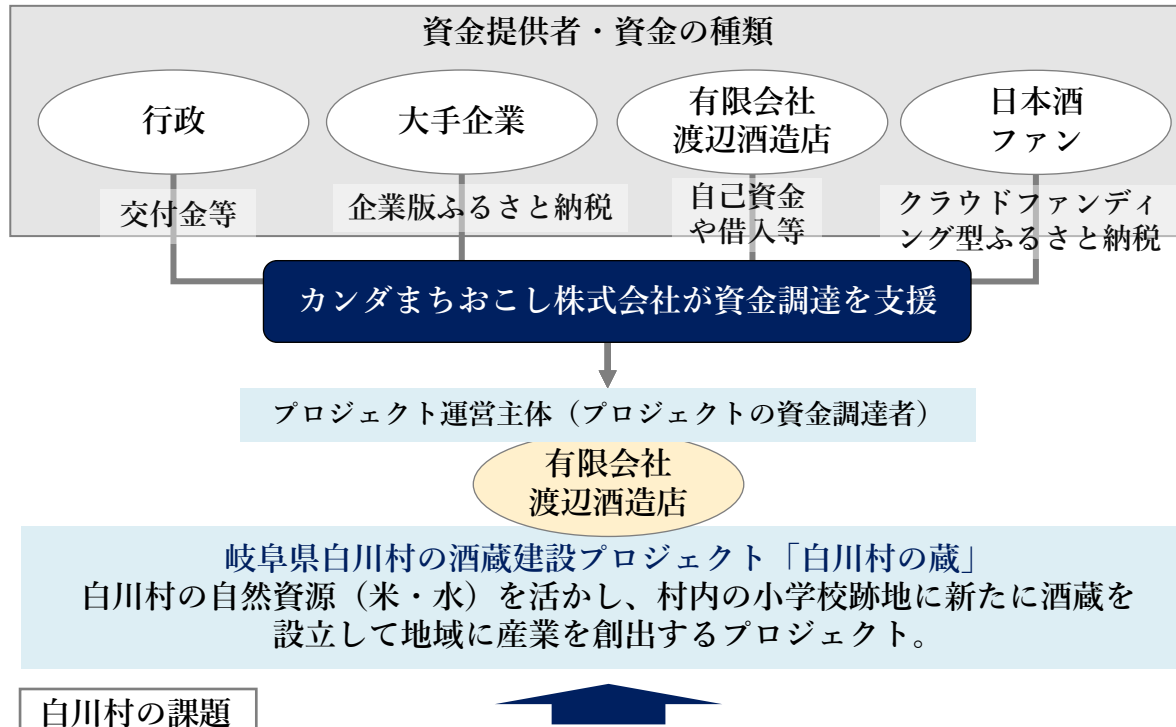 資金提供者・資金の種類
行政
大手企業
有限会社
渡辺酒造店
日本酒
ファン
交付金等
企業版ふるさと納税
自己資金
や借入等
クラウドファンディ
ング型ふるさと納税
カンダまちおこし株式会社が資金調達を支援
プロジェクト運営主体（プロジェクトの資金調達者）
有限会社
渡辺酒造店
岐阜県白川村の酒蔵建設プロジェクト「白川村の蔵」
白川村の自然資源（米・水）を活かし、村内の小学校跡地に新たに酒蔵を
設立して地域に産業を創出するプロジェクト。
白川村の課題